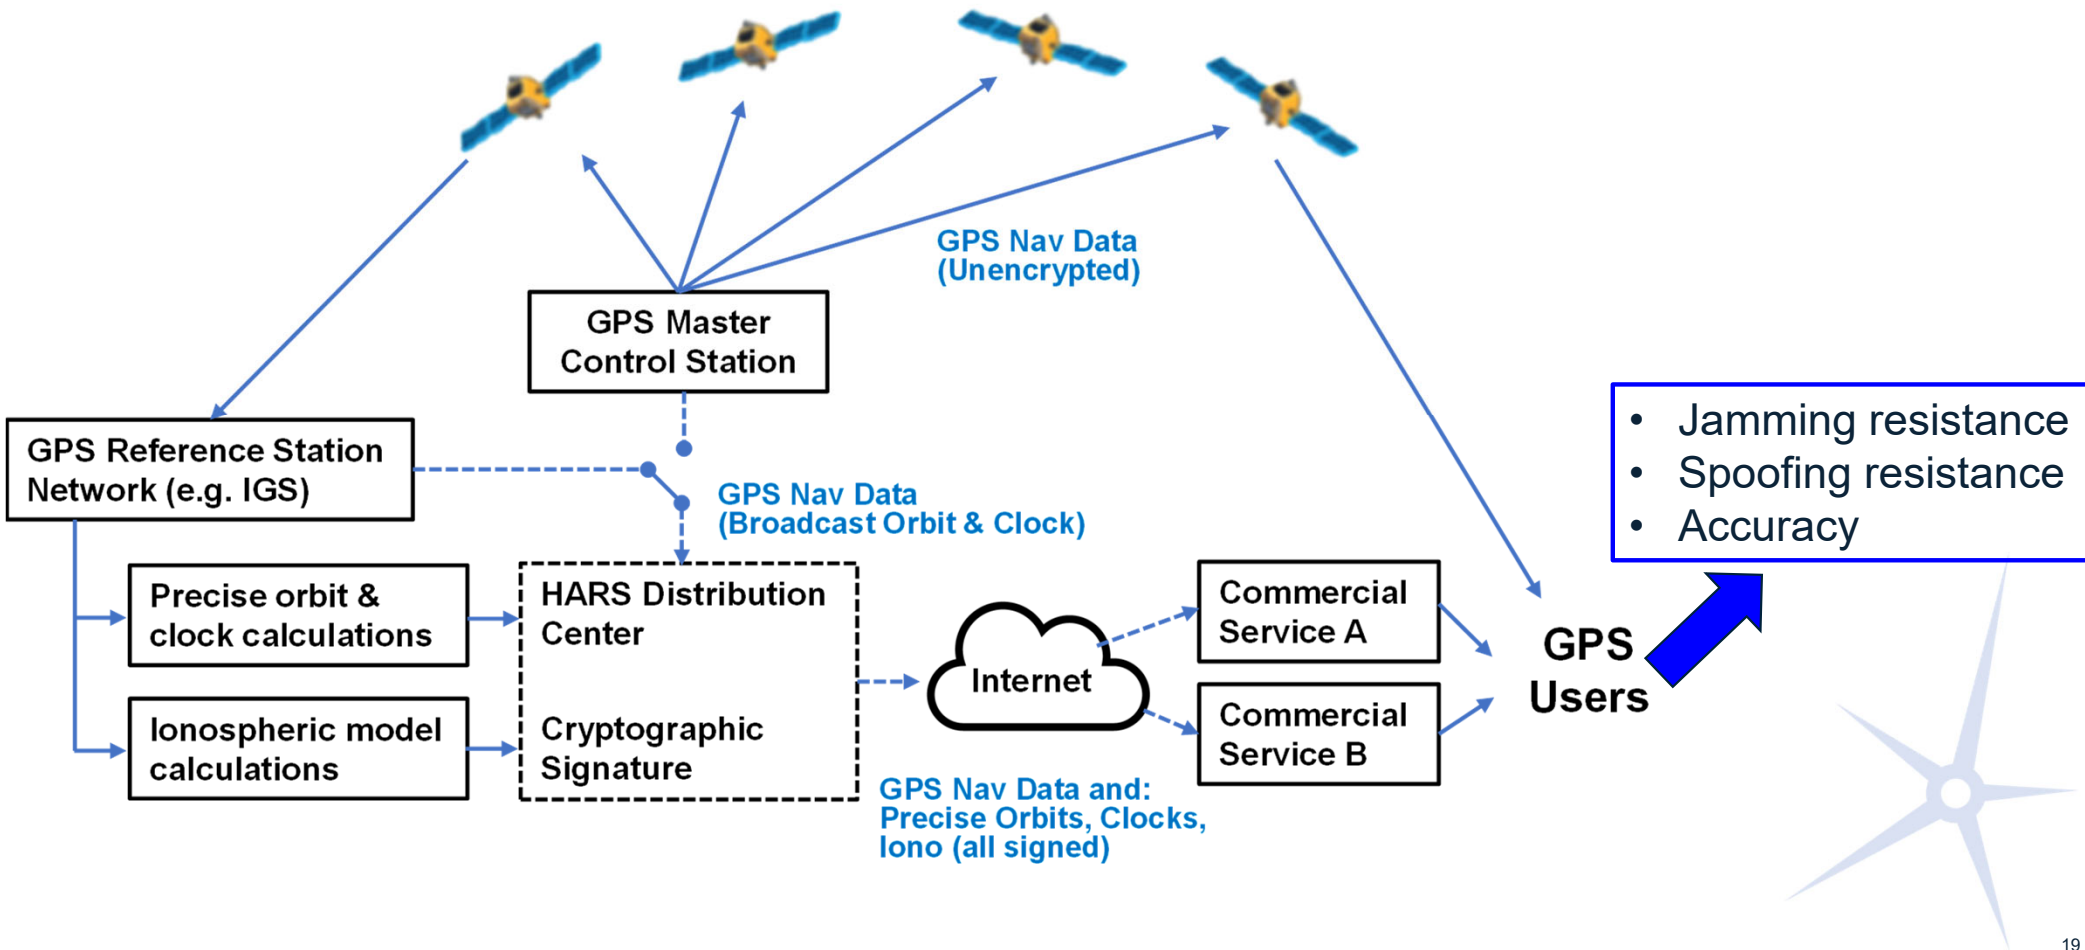 GPS Nav Data
(Unencrypted)
GPS Master
Control Station
• Jamming resistance
• Spoofing resistance
• Accuracy
GPS Reference Station
Network (e.g. IGS)
GPS Nav Data
(Broadcast Orbit & Clock)
Precise orbit &
clock calculations
HARS Distribution
Center
Ionospheric model
calculations
Cryptographic
Signature
Internet
Commercial
Service A
Commercial
Service B
GPS
Users
GPS Nav Data and:
Precise Orbits, Clocks,
Iono (all signed)
19